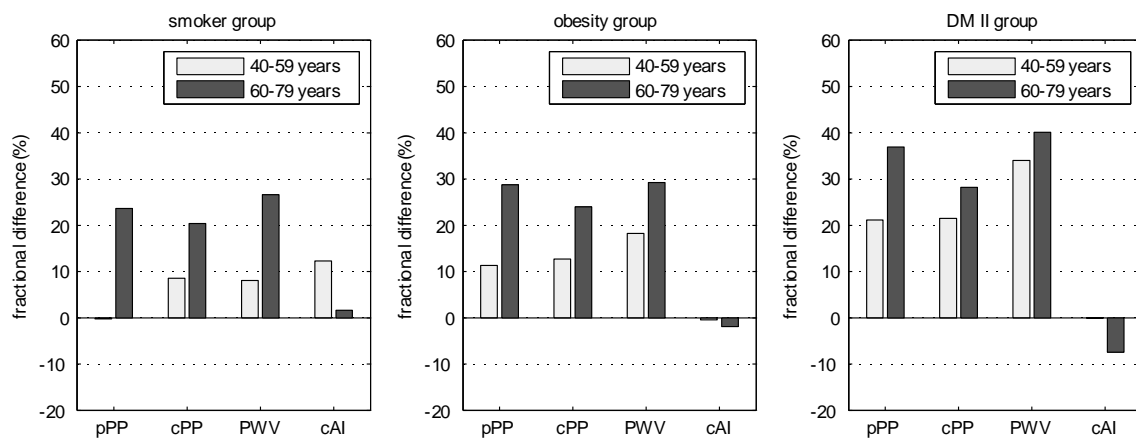 smoker group
60
50
40
30
20
10
0
-10
-20
fractional difference (%)
40-59 years
60-79 years
pPP cPP PWV cAI
obesity group
60
50
40
30
20
10
0
-10
-20
fractional difference (%)
40-59 years
60-79 years
pPP cPP PWV cAI
DM II group
60
50
40
30
20
10
0
-10
-20
fractional difference (%)
40-59 years
60-79 years
pPP cPP PWV cAI